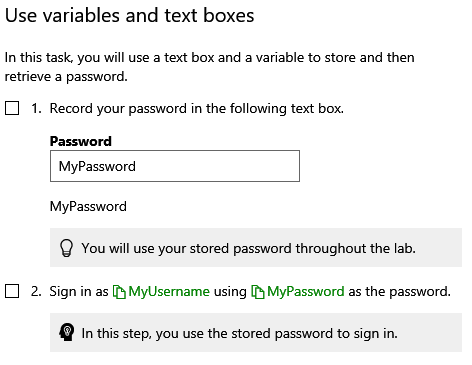 Use variables and text boxes
In this task, you will use a text box and a variable to store and then
retrieve a password.
1. Record your password in the following text box.
Password
MyPassword
MyPassword
You will use your stored password throughout the lab.
2. Sign in as MyUsername using MyPassword as the password.
In this step, you use the stored password to sign in.